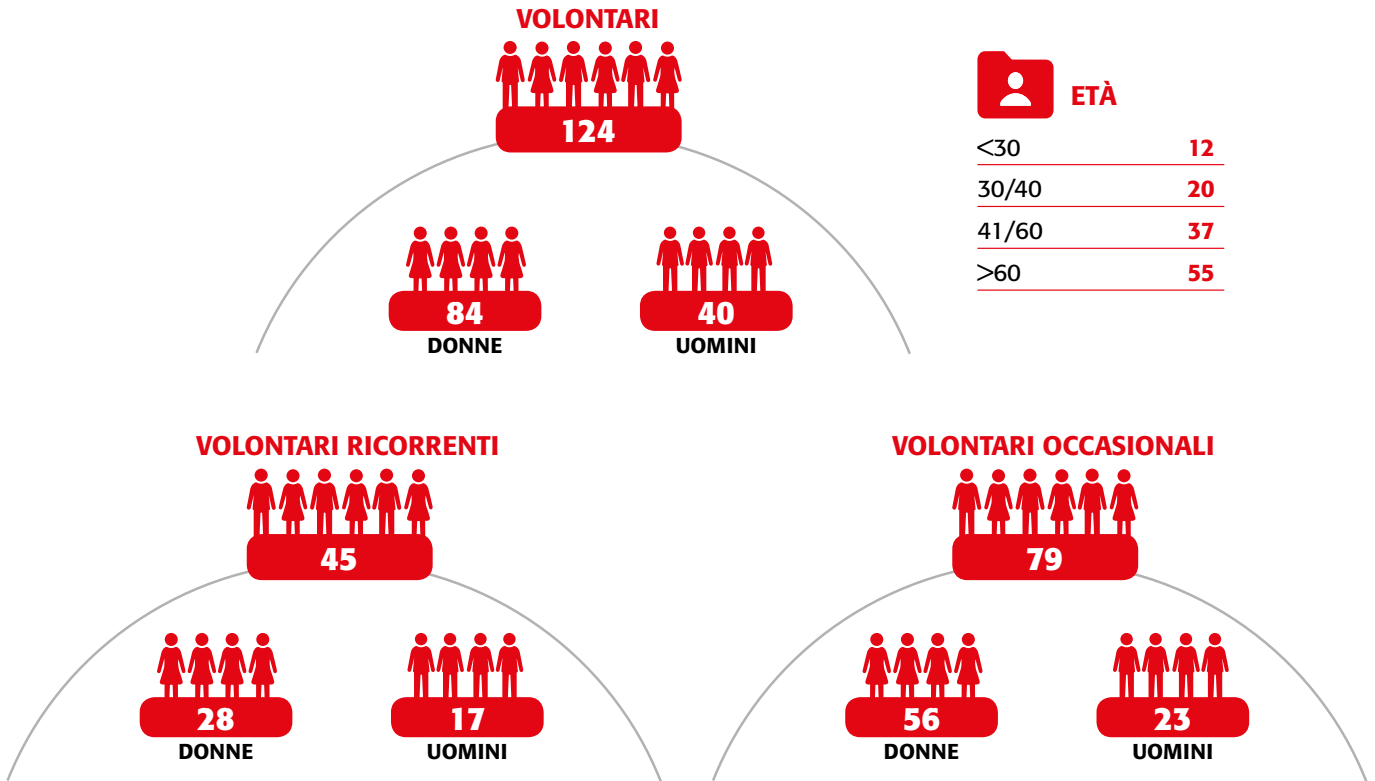 VOLONTARI
124
84
DONNE
40
UOMINI
ETÀ
<30 12
30/40 20
41/60 37
>60 55
VOLONTARI RICORRENTI
45
28
DONNE
17
UOMINI
VOLONTARI OCCASIONALI
79
56
DONNE
23
UOMINI